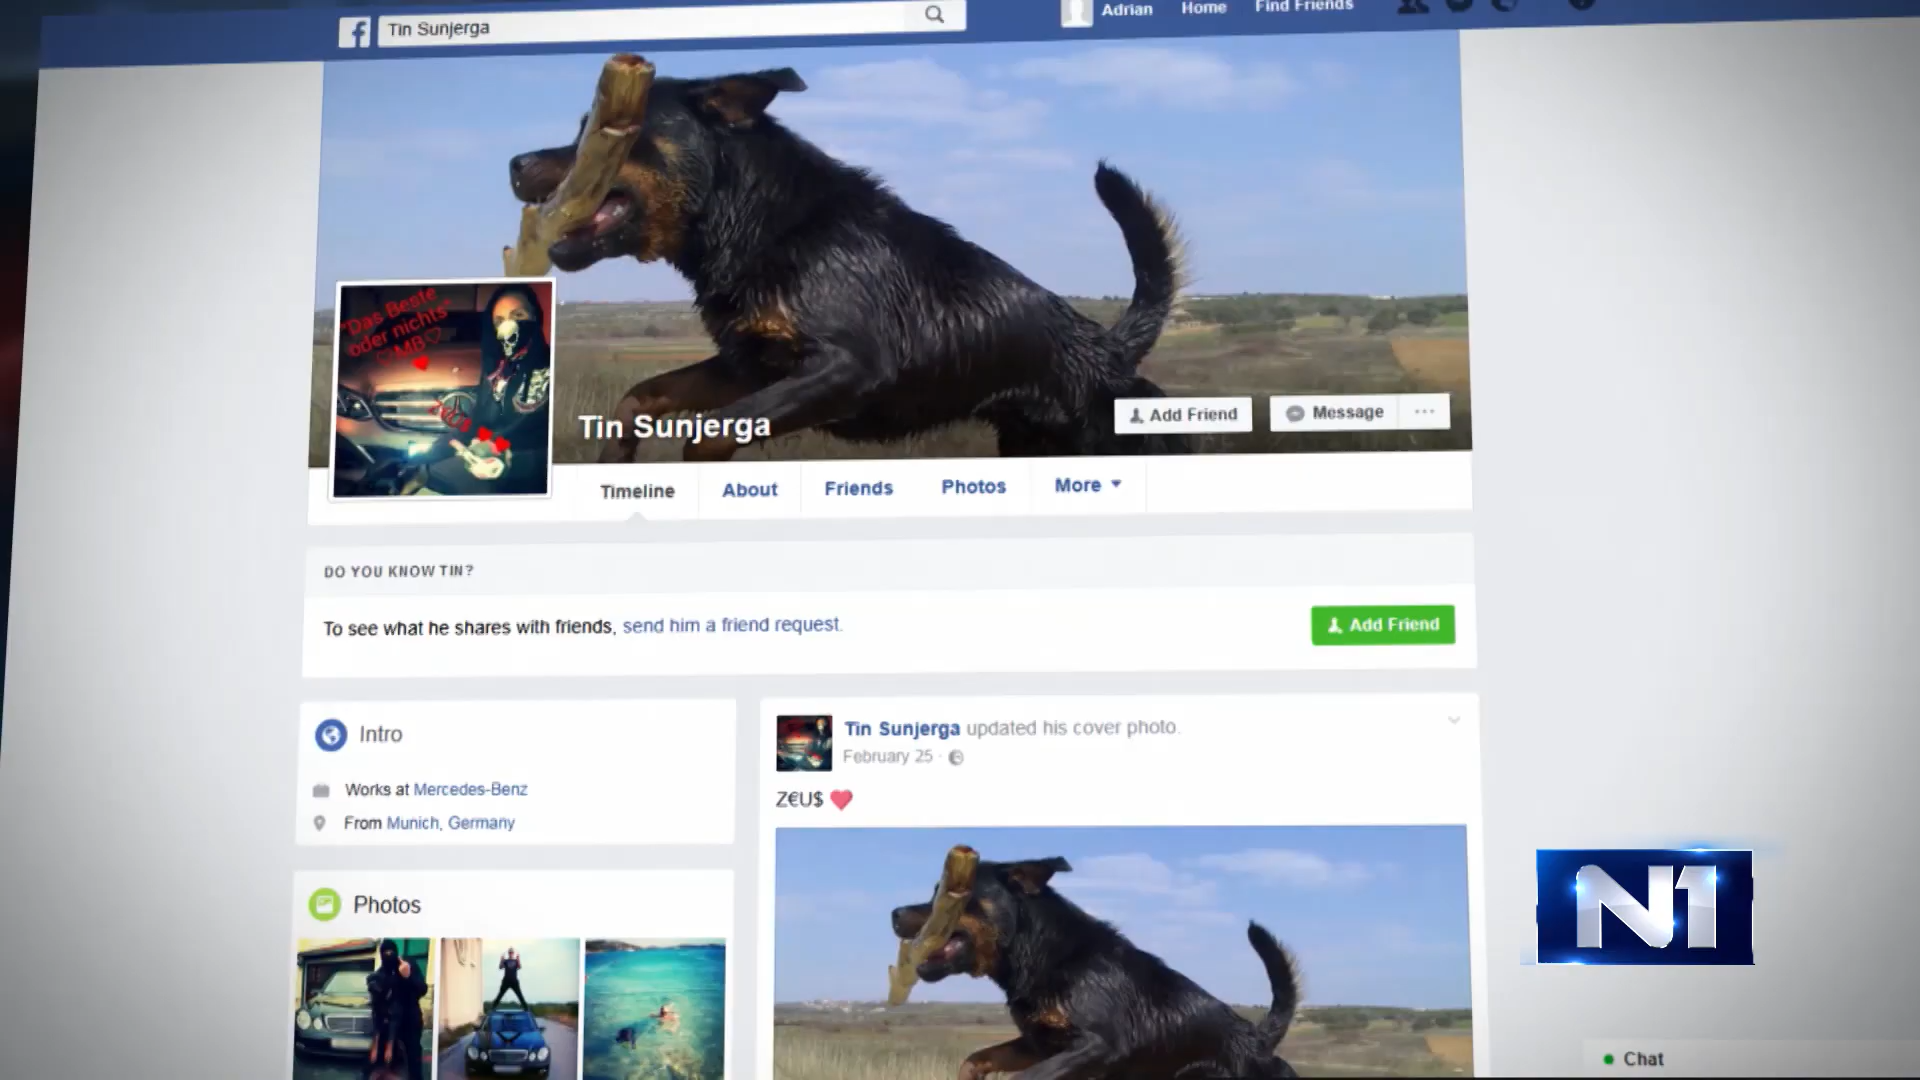 Tin Sunjerga
Adrian
Home
Find Friends
"Das Beste
oder nichts"
♡MB♡
Z€U$
Tin Sunjerga
Add Friend
Message
Timeline
About
Friends
Photos
More
DO YOU KNOW TIN?
To see what he shares with friends, send him a friend request.
Add Friend
Intro
Works at Mercedes-Benz
From Munich, Germany
Photos
Tin Sunjerga updated his cover photo.
February 25 ·
Z€U$ ❤
N1
Chat